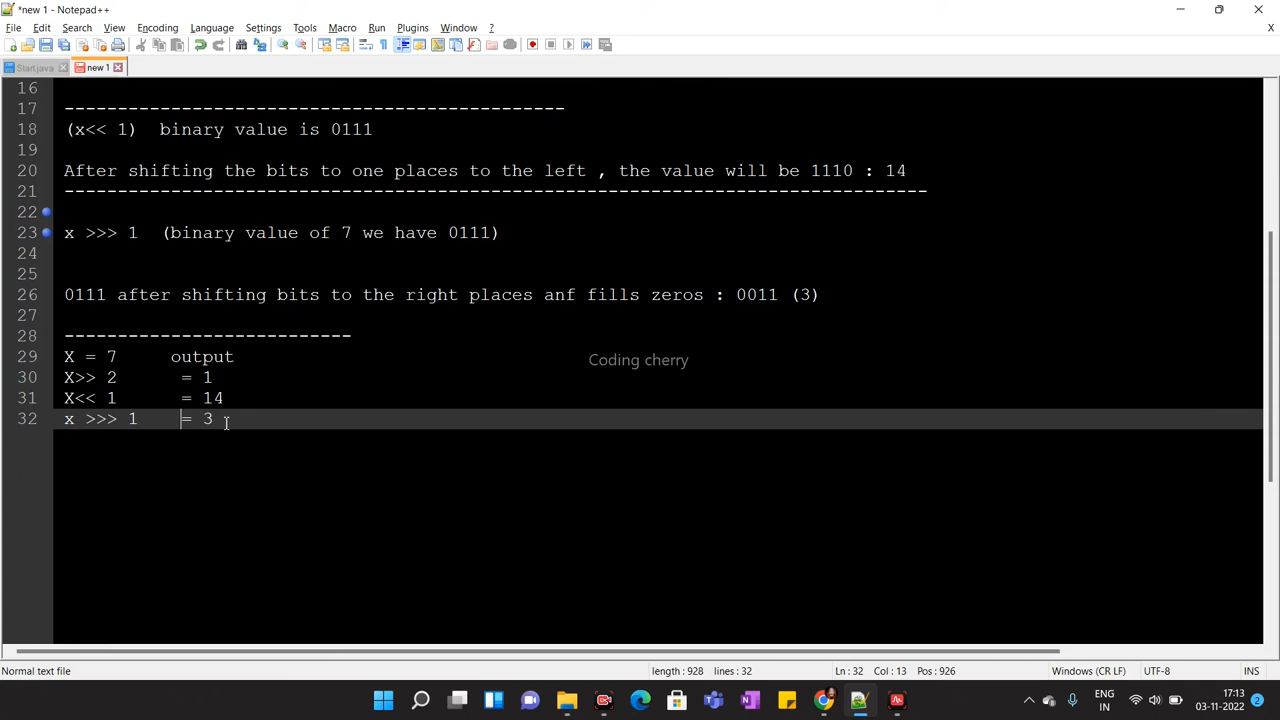 *new 1 - Notepad++
File Edit Search View Encoding Language Settings Tools Macro Run Plugins Window ?
X
Start.java new 1
16
17 -----------------------------------------------
18 (x<< 1) binary value is 0111
19
20 After shifting the bits to one places to the left , the value will be 1110 : 14
21 ---------------------------------------------------------------------------------
22
23 x >>> 1 (binary value of 7 we have 0111)
24
25
26 0111 after shifting bits to the right places anf fills zeros : 0011 (3)
27
28 ---------------------------
29 X = 7 output
Coding cherry
30 X>> 2 = 1
31 X<< 1 = 14
32 x >>> 1 = 3
Normal text file length : 928 lines : 32 Ln : 32 Col : 13 Pos : 926 Windows (CR LF) UTF-8 INS
ENG
IN
17:13
03-11-2022
2